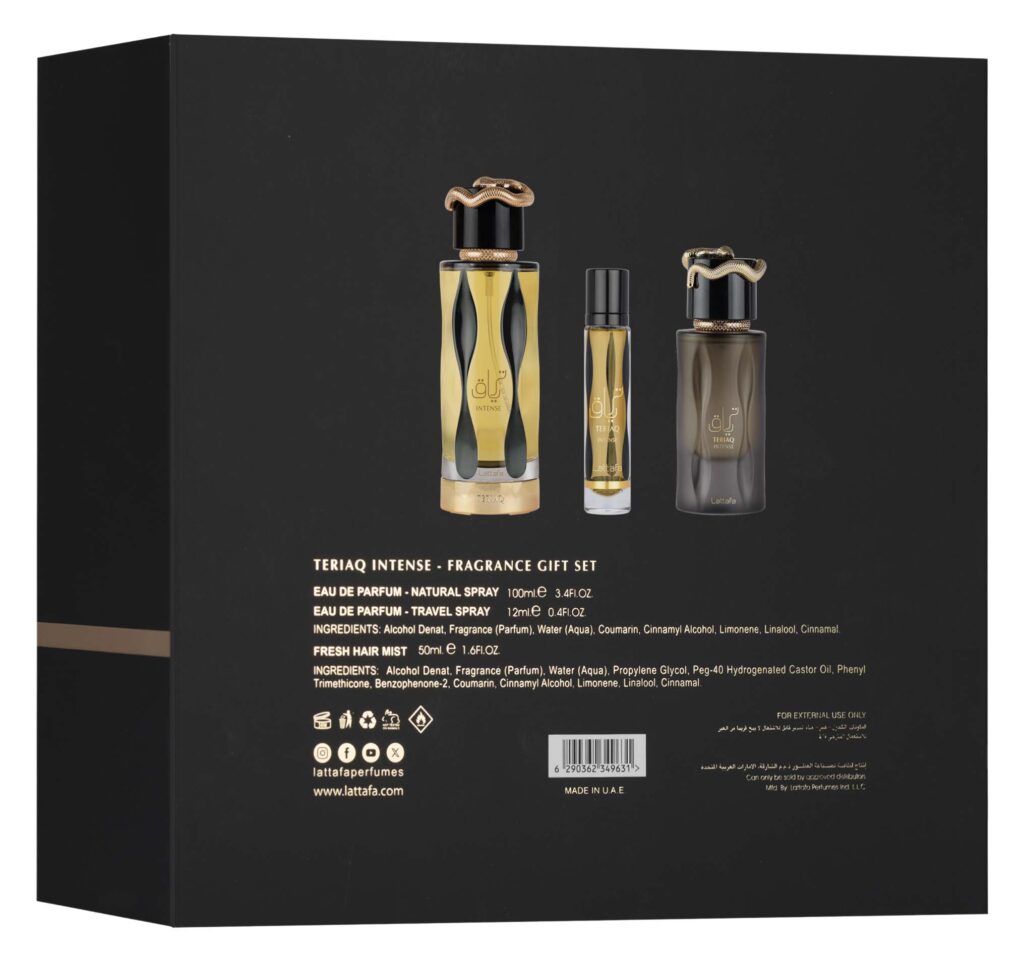 ترياق
INTENSE
Lattafa
TERIAQ
ترياق
TERIAQ
INTENSE
Lattafa
ترياق
TERIAQ
INTENSE
Lattafa
TERIAQ INTENSE - FRAGRANCE GIFT SET
EAU DE PARFUM - NATURAL SPRAY 100ml.e 3.4Fl.OZ.
EAU DE PARFUM - TRAVEL SPRAY 12ml.e 0.4Fl.OZ.
INGREDIENTS: Alcohol Denat, Fragrance (Parfum), Water (Aqua), Coumarin, Cinnamyl Alcohol, Limonene, Linalool, Cinnamal.
FRESH HAIR MIST 50ml. e 1.6Fl.OZ.
INGREDIENTS: Alcohol Denat, Fragrance (Parfum), Water (Aqua), Propylene Glycol, Peg-40 Hydrogenated Castor Oil, Phenyl
Trimethicone, Benzophenone-2, Coumarin, Cinnamyl Alcohol, Limonene, Linalool, Cinnamal.
lattafaperfumes
www.lattafa.com
6 290362 349631 >
MADE IN U.A.E.
FOR EXTERNAL USE ONLY
الامارات العربية المتحدة
Can only be sold by approved distributors
Mfg. By: Lattafa Perfumes Ind. L.L.C